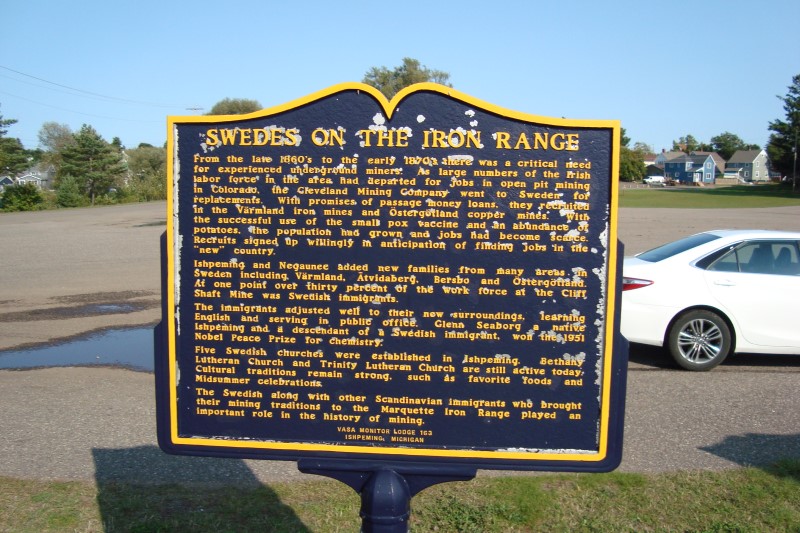 SWEDES ON THE IRON RANGE
From the late 1860's to the early 1870's there was a critical need
for experienced underground miners. As large numbers of the Irish
labor force in the area had departed for jobs in open pit mining
in Colorado, the Cleveland Mining Company went to Sweden for
replacements. With promises of passage money loans, they recruited
in the Värmland iron mines and Östergötland copper mines. With
the successful use of the small pox vaccine and an abundance of
potatoes, the population had grown and jobs had become scarce.
Recruits signed up willingly in anticipation of finding jobs in the
"new" country.
Ishpeming and Negaunee added new families from many areas in
Sweden including Värmland, Atvidaberg, Bersbo and Östergötland.
At one point over thirty percent of the work force at the Cliff
Shaft Mine was Swedish immigrants.
The immigrants adjusted well to their new surroundings, learning
English and serving in public office. Glenn Seaborg a native
Ishpeming and a descendant of a Swedish immigrant, won the 1951
Nobel Peace Prize for chemistry.
Five Swedish churches were established in Ishpeming. Bethany
Lutheran Church and Trinity Lutheran Church are still active today.
Cultural traditions remain strong, such as favorite foods and
Midsummer celebrations.
The Swedish along with other Scandinavian immigrants who brought
their mining traditions to the Marquette Iron Range played an
important role in the history of mining.
VASA MONITOR LODGE 163
ISHPEMING, MICHIGAN